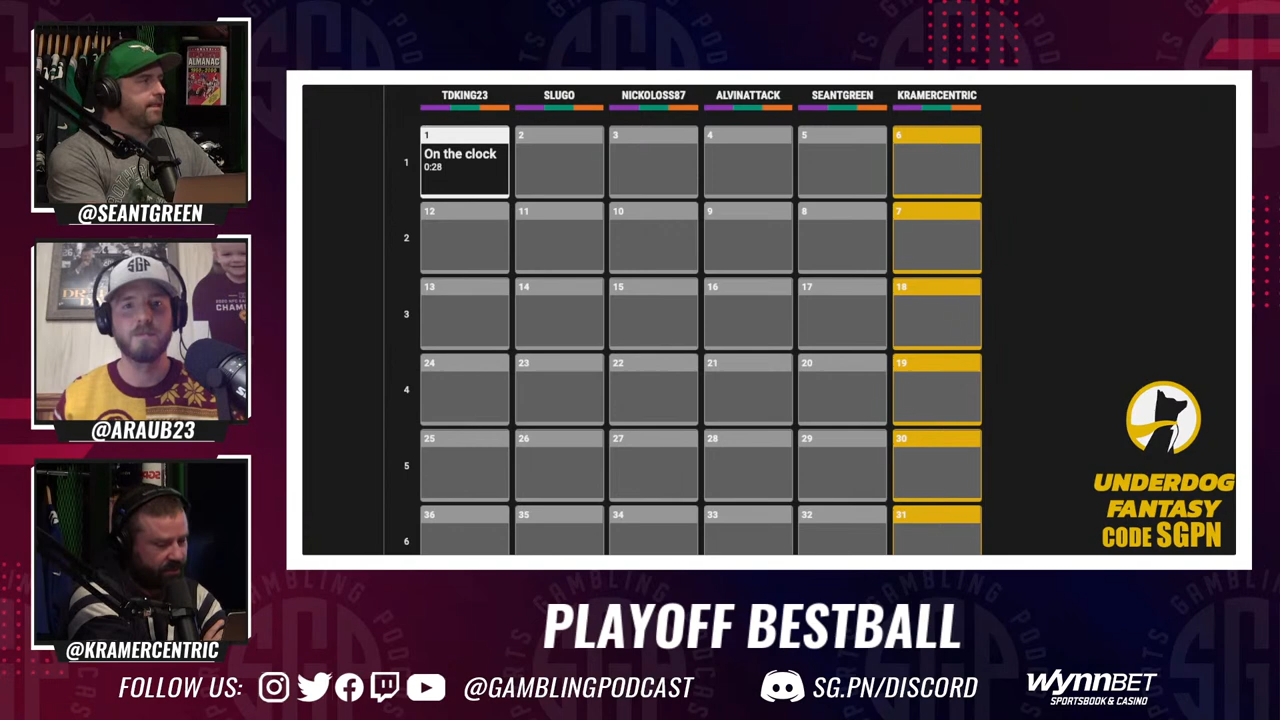 ALMANAC
@SEANTGREEN
SGP
CHAMP
@ARAUB23
@KRAMERCENTRIC
TDKING23 SLUGO NICKOLOSS87 ALVINATTACK SEANTGREEN KRAMERCENTRIC
1 2 3 4 5 6
On the clock
0:28
1
12 11 10 9 8 7
2
13 14 15 16 17 18
3
24 23 22 21 20 19
4
25 26 27 28 29 30
5
36 35 34 33 32 31
6
UNDERDOG
FANTASY
CODE SGPN
PLAYOFF BESTBALL
FOLLOW US: @GAMBLINGPODCAST SG.PN/DISCORD WYNNBET
SPORTSBOOK & CASINO